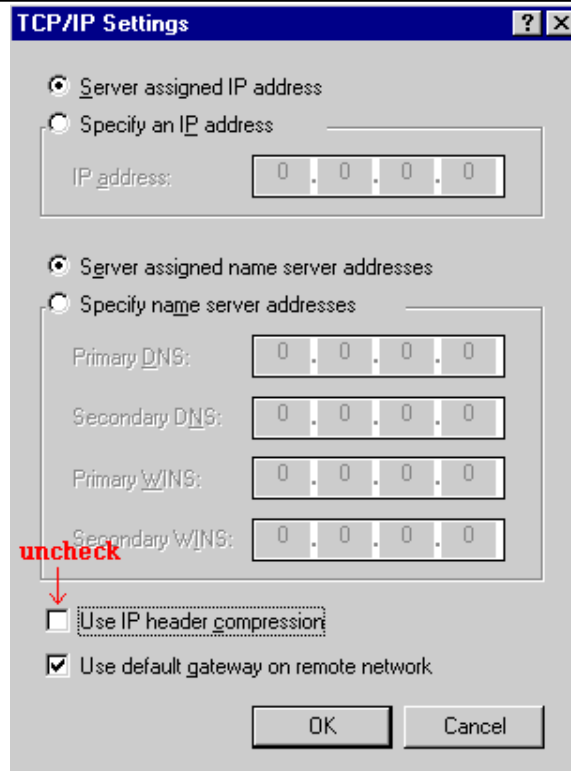 TCP/IP Settings
Server assigned IP address
Specify an IP address
IP address: 0 . 0 . 0 . 0
Server assigned name server addresses
Specify name server addresses
Primary DNS: 0 . 0 . 0 . 0
Secondary DNS: 0 . 0 . 0 . 0
Primary WINS: 0 . 0 . 0 . 0
Secondary WINS: 0 . 0 . 0 . 0
uncheck
Use IP header compression
Use default gateway on remote network
OK Cancel